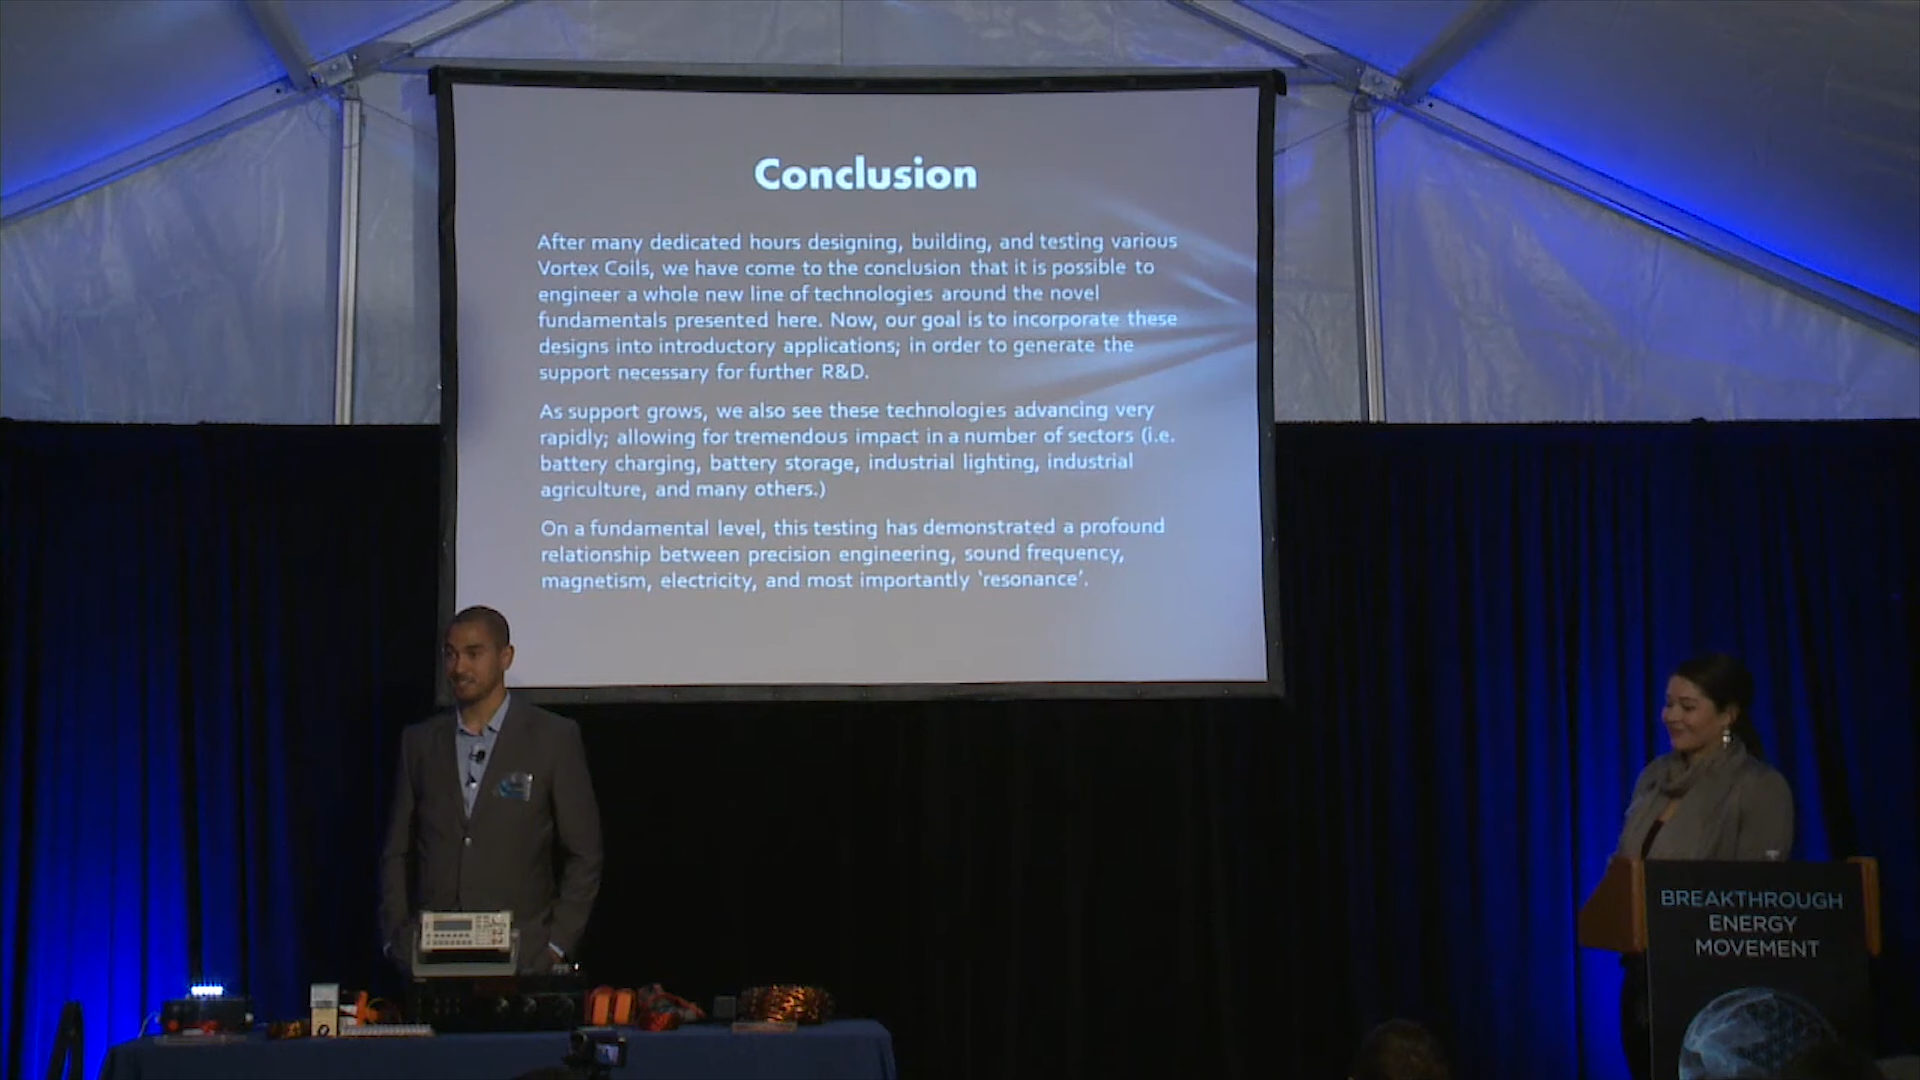 Conclusion
After many dedicated hours designing, building, and testing various
Vortex Coils, we have come to the conclusion that it is possible to
engineer a whole new line of technologies around the novel
fundamentals presented here. Now, our goal is to incorporate these
designs into introductory applications; in order to generate the
support necessary for further R&D.
As support grows, we also see these technologies advancing very
rapidly; allowing for tremendous impact in a number of sectors (i.e.
battery charging, battery storage, industrial lighting, industrial
agriculture, and many others.)
On a fundamental level, this testing has demonstrated a profound
relationship between precision engineering, sound frequency,
magnetism, electricity, and most importantly ‘resonance’.
BREAKTHROUGH
ENERGY
MOVEMENT